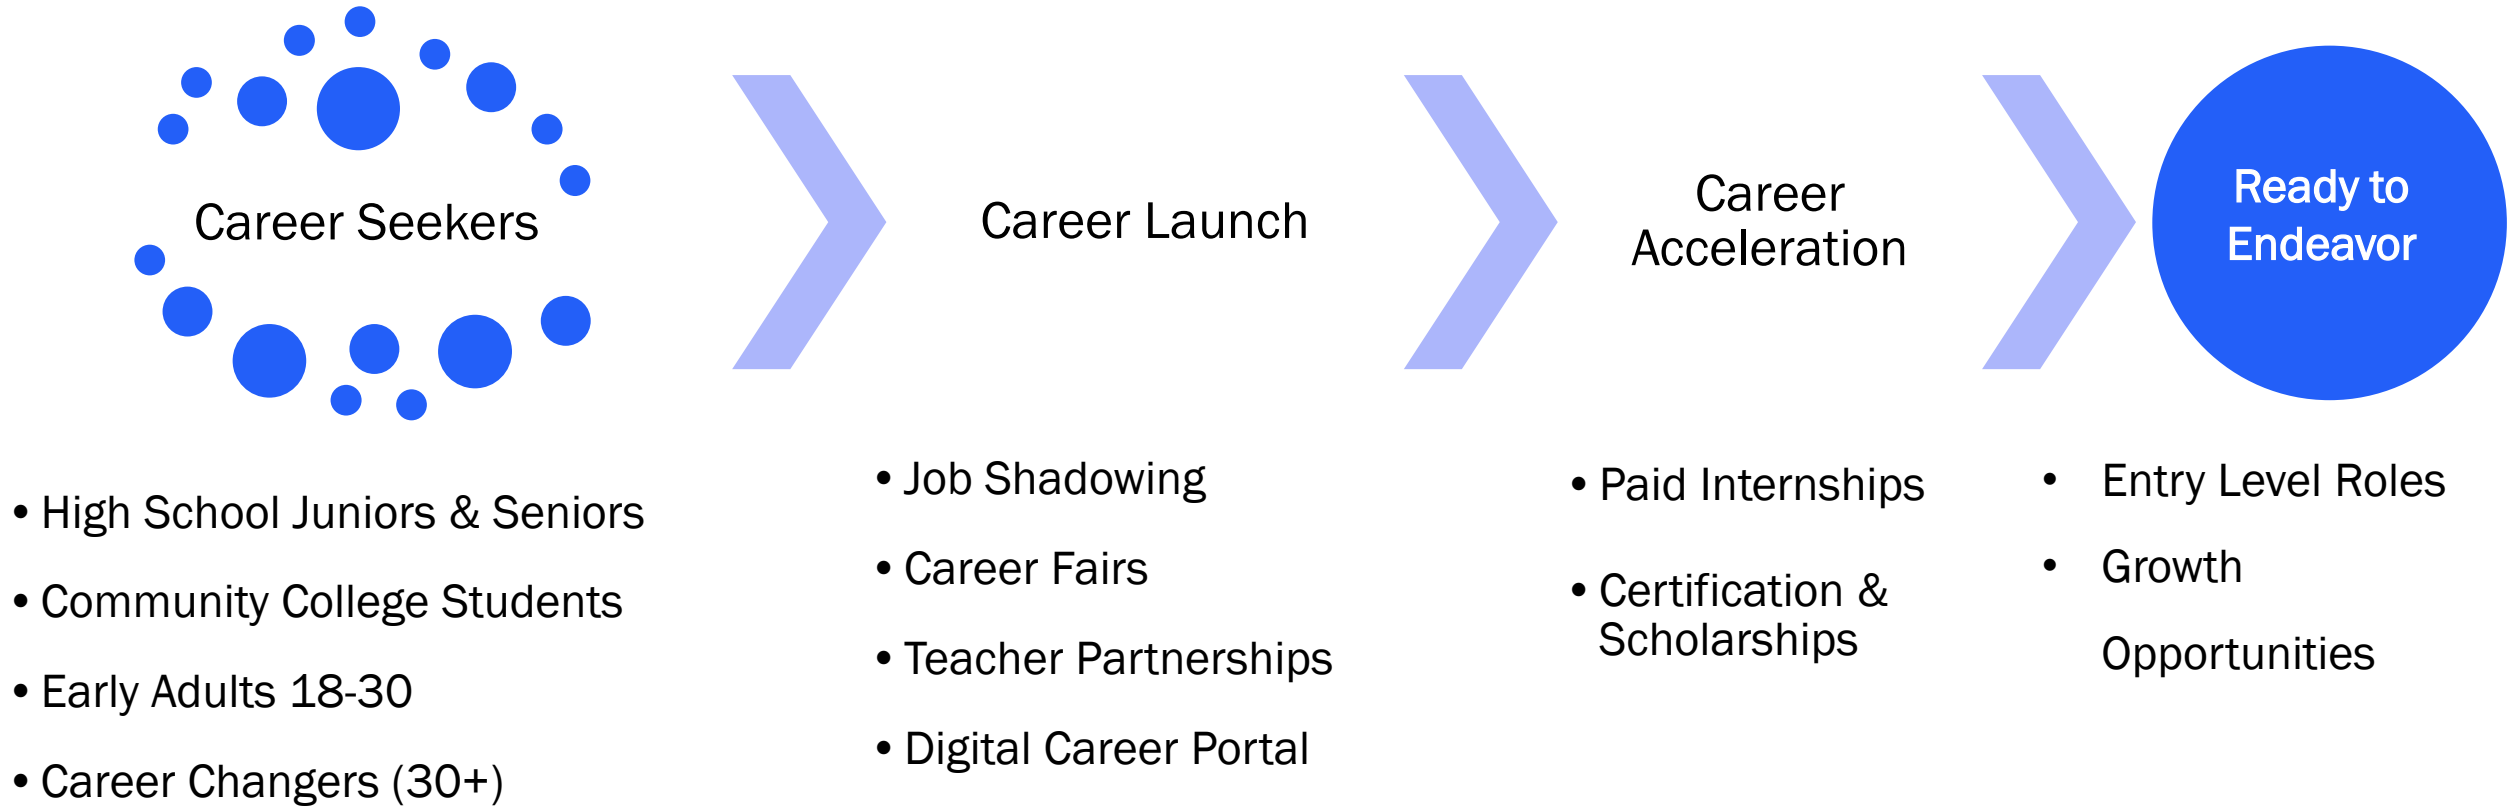 Career Seekers
• High School Juniors & Seniors
• Community College Students
• Early Adults 18-30
• Career Changers (30+)
Career Launch
• Job Shadowing
• Career Fairs
• Teacher Partnerships
• Digital Career Portal
Career
Acceleration
• Paid Internships
• Certification &
Scholarships
Ready to
Endeavor
• Entry Level Roles
• Growth
Opportunities